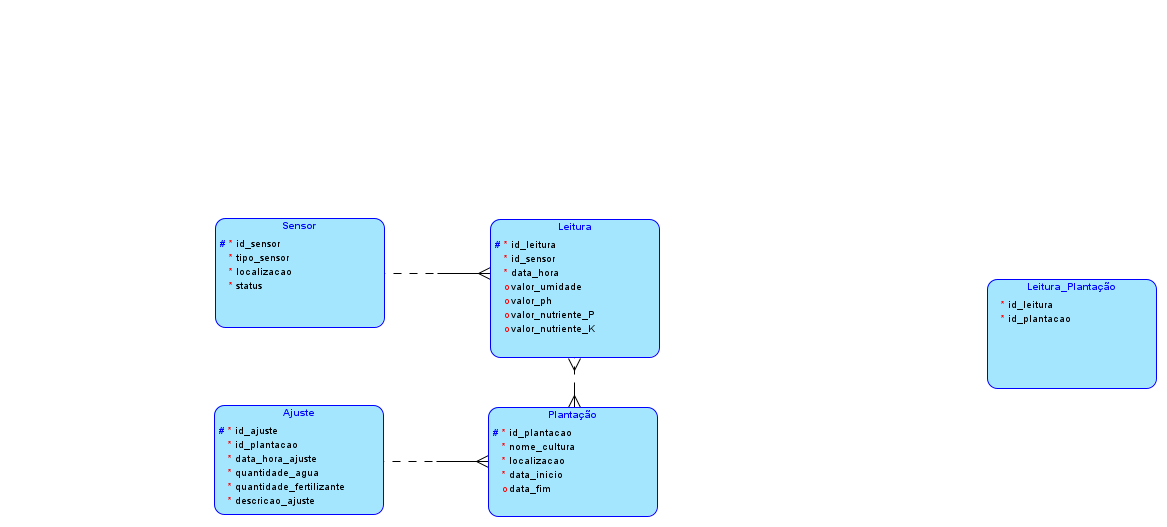 Sensor
# * id_sensor
* tipo_sensor
* localizacao
* status
Leitura
# * id_leitura
* id_sensor
* data_hora
o valor_umidade
o valor_ph
o valor_nutriente_P
o valor_nutriente_K
Leitura_Plantação
* id_leitura
* id_plantacao
Ajuste
# * id_ajuste
* id_plantacao
* data_hora_ajuste
* quantidade_agua
* quantidade_fertilizante
* descricao_ajuste
Plantação
# * id_plantacao
* nome_cultura
* localizacao
* data_inicio
o data_fim